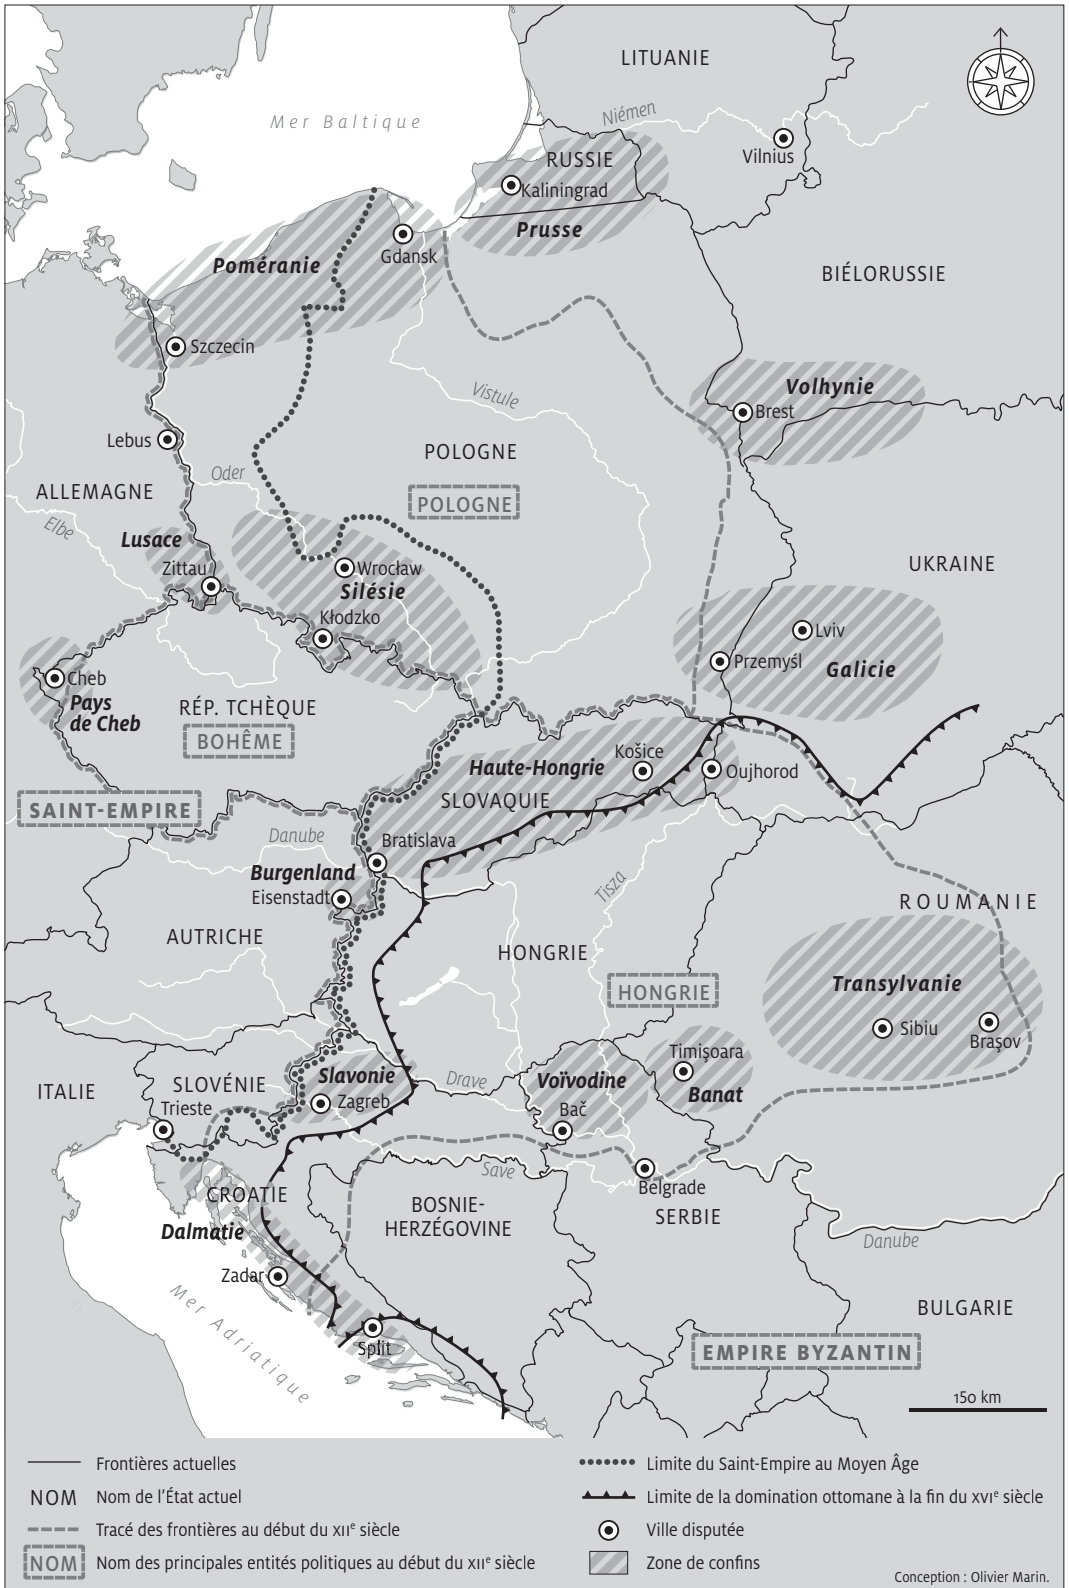 LITUANIE
Mer Baltique
Niémen
Vilnius
RUSSIE
Kaliningrad
Prusse
Gdansk
Poméranie
BIÉLORUSSIE
Szczecin
Volhynie
Brest
Vistule
Lebus
POLOGNE
Oder
ALLEMAGNE
POLOGNE
Elbe
Lusace
UKRAINE
Zittau
Wrocław
Silésie
Kłodzko
Lviv
Przemyśl
Galicie
Cheb
Pays
de Cheb
RÉP. TCHÈQUE
BOHÊME
Košice
Haute-Hongrie
Oujhorod
SLOVAQUIE
SAINT-EMPIRE
Danube
Bratislava
Burgenland
Eisenstadt
Tisza
ROUMANIE
AUTRICHE
HONGRIE
Transylvanie
HONGRIE
Sibiu
Brașov
Timișoara
Banat
ITALIE
SLOVÉNIE
Slavonie
Drave
Voïvodine
Trieste
Zagreb
Bač
Save
Belgrade
CROATIE
BOSNIE-
HERZÉGOVINE
SERBIE
Dalmatie
Danube
Zadar
Mer Adriatique
BULGARIE
Split
EMPIRE BYZANTIN
150 km
Frontières actuelles
NOM Nom de l'État actuel
Tracé des frontières au début du XIIe siècle
NOM Nom des principales entités politiques au début du XIIe siècle
Limite du Saint-Empire au Moyen Âge
Limite de la domination ottomane à la fin du XVIe siècle
Ville disputée
Zone de confins
Conception : Olivier Marin.